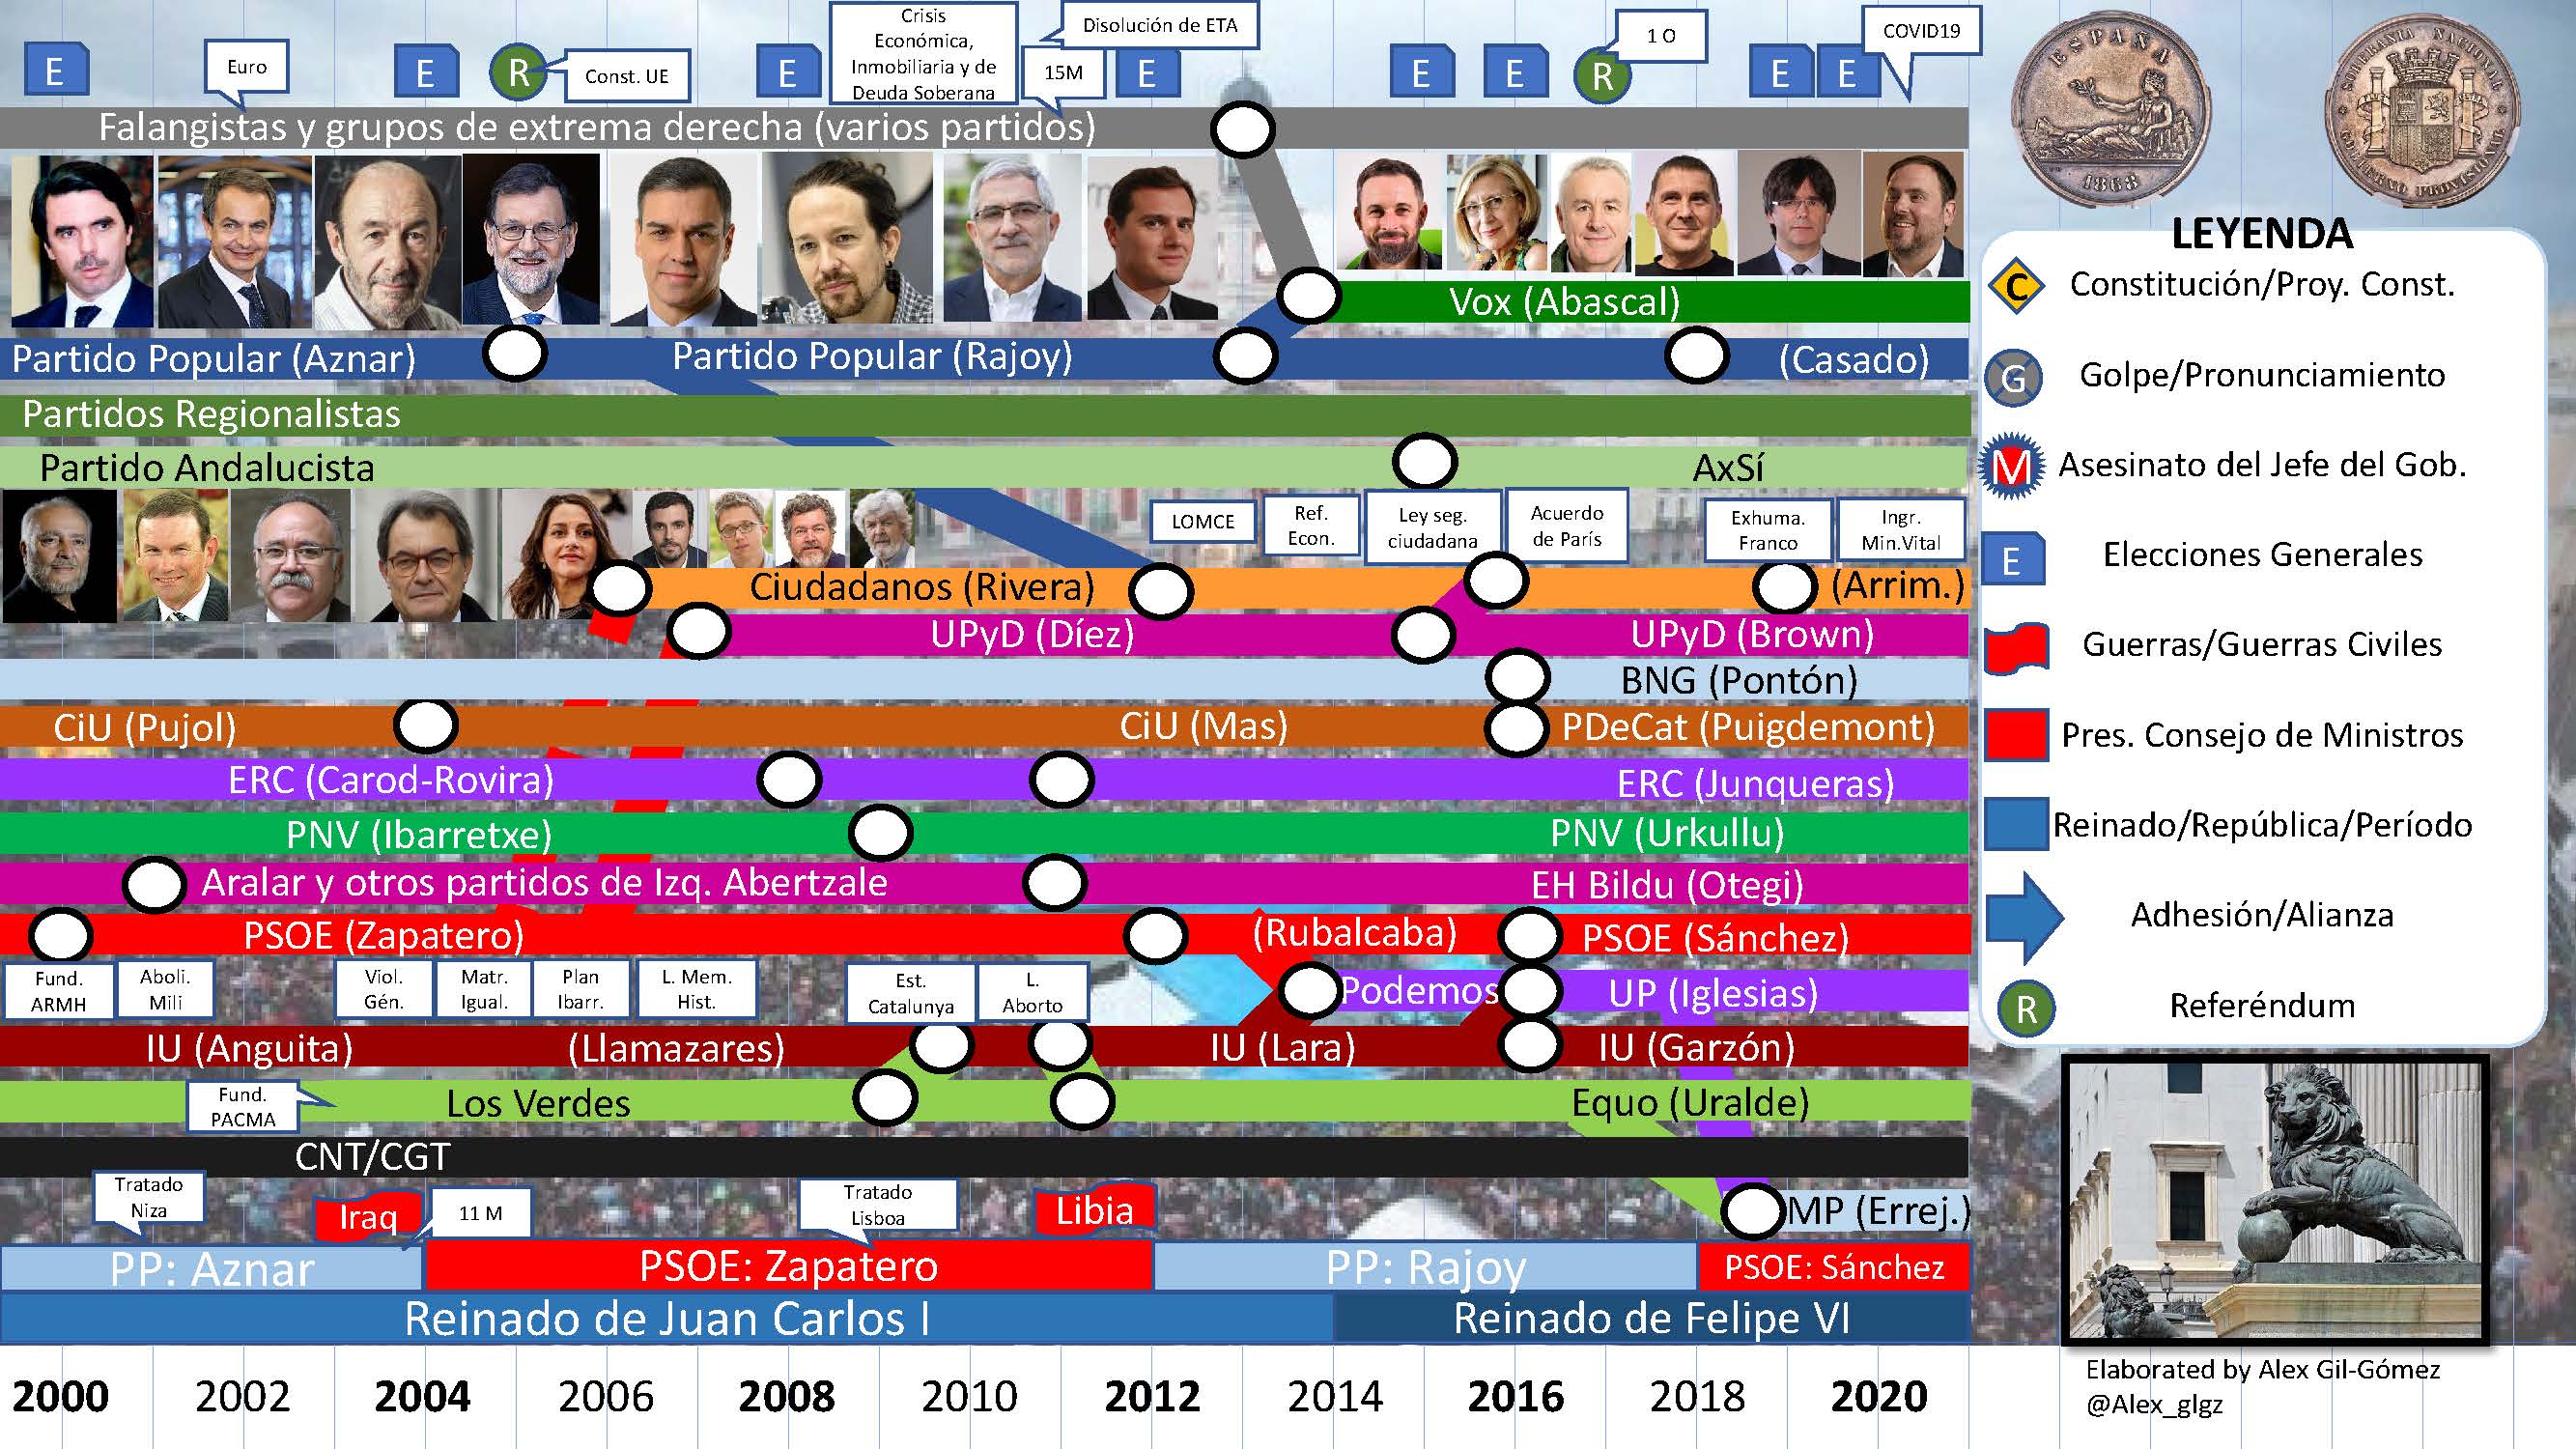 E
Euro
E
R
Const. UE
E
Crisis
Económica,
Inmobiliaria y de
Deuda Soberana
15M
Disolución de ETA
E
E
E
R
1 O
E
E
COVID19
Falangistas y grupos de extrema derecha (varios partidos)
Vox (Abascal)
Partido Popular (Aznar)
Partido Popular (Rajoy)
(Casado)
Partidos Regionalistas
Partido Andalucista
AxSí
LOMCE
Ref.
Econ.
Ley seg.
ciudadana
Acuerdo
de París
Exhuma.
Franco
Ingr.
Min.Vital
Ciudadanos (Rivera)
(Arrim.)
UPyD (Díez)
UPyD (Brown)
BNG (Pontón)
CiU (Pujol)
CiU (Mas)
PDeCat (Puigdemont)
ERC (Carod-Rovira)
ERC (Junqueras)
PNV (Ibarretxe)
PNV (Urkullu)
Aralar y otros partidos de Izq. Abertzale
EH Bildu (Otegi)
PSOE (Zapatero)
(Rubalcaba)
PSOE (Sánchez)
Fund.
ARMH
Aboli.
Mili
Viol.
Gén.
Matr.
Igual.
Plan
Ibarr.
L. Mem.
Hist.
Est.
Catalunya
L.
Aborto
Podemos
UP (Iglesias)
IU (Anguita)
(Llamazares)
IU (Lara)
IU (Garzón)
Fund.
PACMA
Los Verdes
Equo (Uralde)
CNT/CGT
Tratado
Niza
Iraq
11 M
Tratado
Lisboa
Libia
MP (Errej.)
PP: Aznar
PSOE: Zapatero
PP: Rajoy
PSOE: Sánchez
Reinado de Juan Carlos I
Reinado de Felipe VI
2000
2002
2004
2006
2008
2010
2012
2014
2016
2018
2020
ESPAÑA
1868
SOBERANIA NACIONAL
GOBIERNO PROVISIONAL
LEYENDA
C
Constitución/Proy. Const.
G
Golpe/Pronunciamiento
M
Asesinato del Jefe del Gob.
E
Elecciones Generales
Guerras/Guerras Civiles
Pres. Consejo de Ministros
Reinado/República/Período
Adhesión/Alianza
R
Referéndum
Elaborated by Alex Gil-Gómez
@Alex_glgz